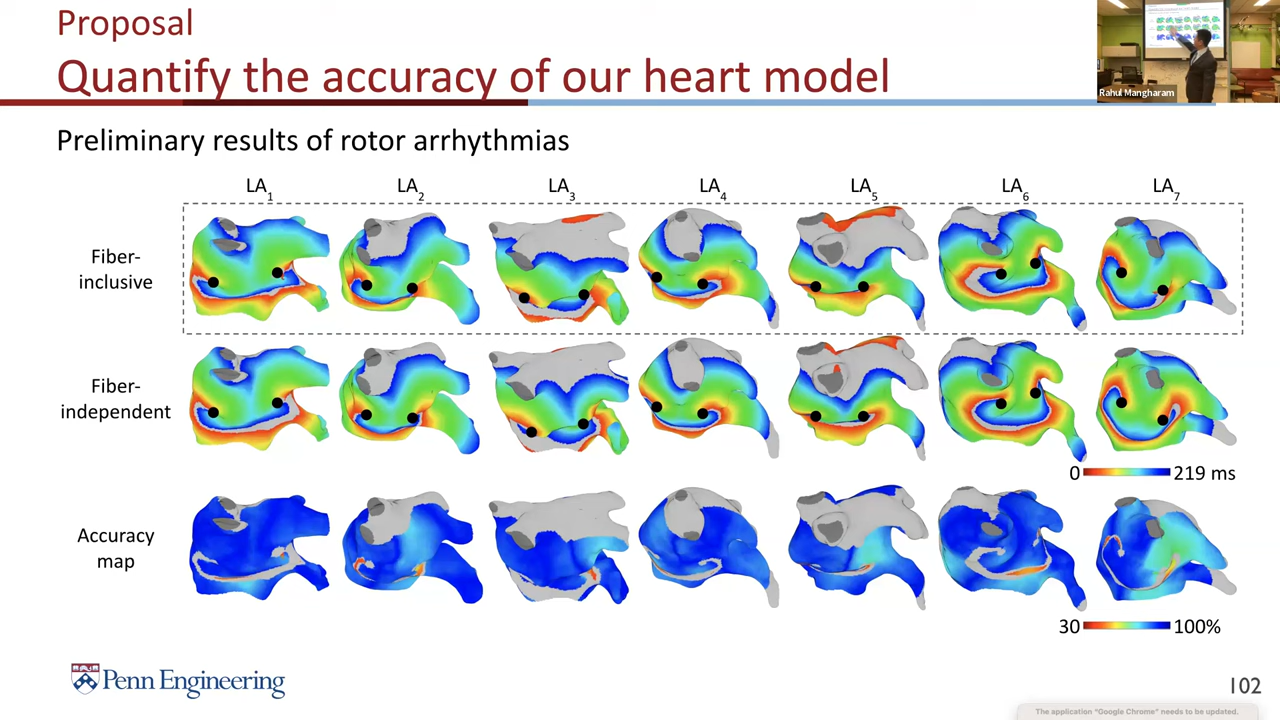 Proposal
Quantify the accuracy of our heart model
Rahul Mangharam
Preliminary results of rotor arrhythmias
LA1 LA2 LA3 LA4 LA5 LA6 LA7
Fiber-
inclusive
Fiber-
independent
0 219 ms
Accuracy
map
30 100%
Penn Engineering
102
The application "Google Chrome" needs to be updated.